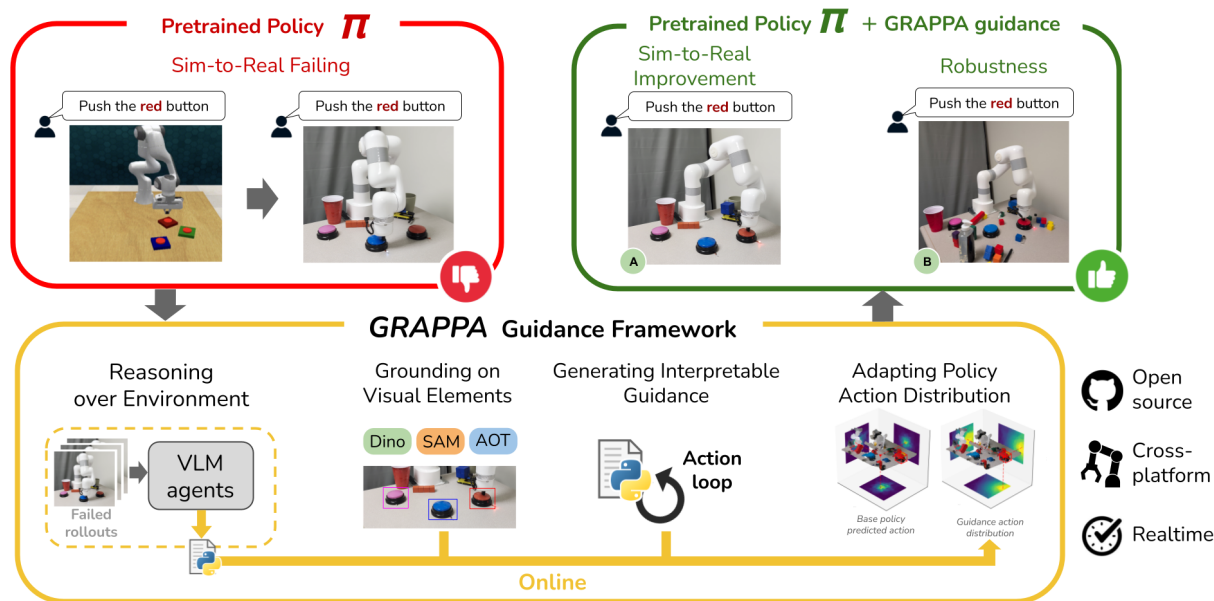 Pretrained Policy π
Sim-to-Real Failing
Push the red button
Push the red button
Pretrained Policy π + GRAPPA guidance
Sim-to-Real
Improvement
Robustness
Push the red button
Push the red button
A
B
GRAPPA Guidance Framework
Reasoning
over Environment
VLM
agents
Failed
rollouts
Grounding on
Visual Elements
Dino
SAM
AOT
Generating Interpretable
Guidance
Action
loop
Adapting Policy
Action Distribution
Base policy
predicted action
Guidance action
distribution
Online
Open
source
Cross-
platform
Realtime